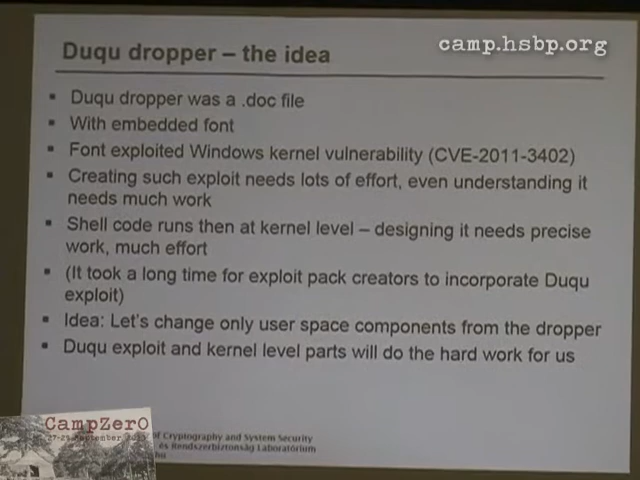 Duqu dropper – the idea
camp.hsbp.org
▪ Duqu dropper was a .doc file
▪ With embedded font
▪ Font exploited Windows kernel vulnerability (CVE-2011-3402)
▪ Creating such exploit needs lots of effort, even understanding it
needs much work
▪ Shell code runs then at kernel level – designing it needs precise
work, much effort
▪ (It took a long time for exploit pack creators to incorporate Duqu
exploit)
▪ Idea: Let's change only user space components from the dropper
▪ Duqu exploit and kernel level parts will do the hard work for us
CampZer0
of Cryptography and System Security
és Rendszerbiztonság Laboratórium